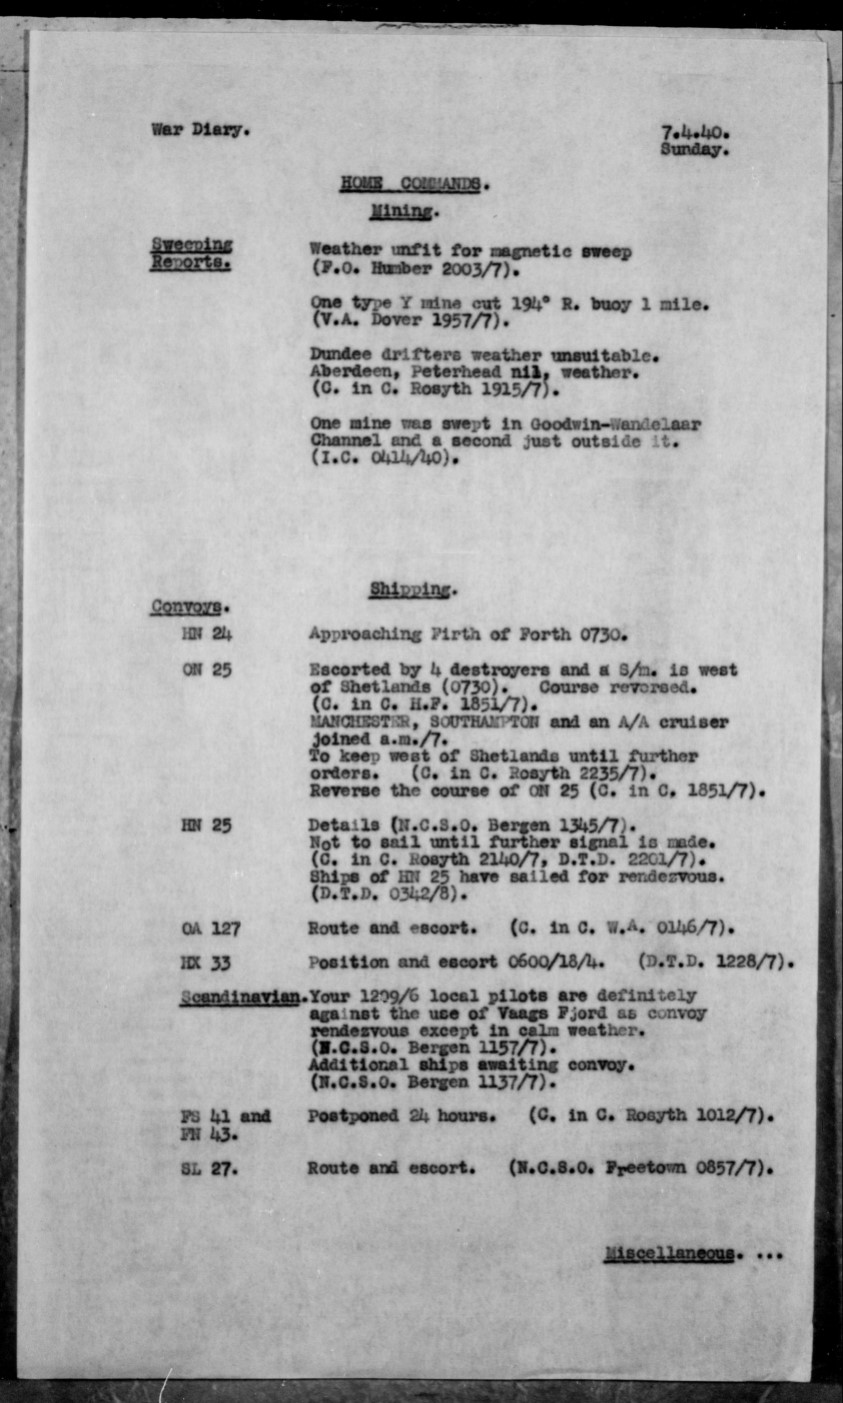 War Diary.
7.4.40.
Sunday.
HOME COMMANDS.
Mining.
Sweeping
Reports.
Weather unfit for magnetic sweep
(F.O. Humber 2003/7).
One type Y mine cut 194° R. buoy 1 mile.
(V.A. Dover 1957/7).
Dundee drifters weather unsuitable.
Aberdeen, Peterhead nil, weather.
(C. in C. Rosyth 1915/7).
One mine was swept in Goodwin-Wandelaar
Channel and a second just outside it.
(I.C. 0414/40).
Shipping.
Convoys.
HN 24 Approaching Firth of Forth 0730.
ON 25 Escorted by 4 destroyers and a S/m. is west
of Shetlands (0730). Course reversed.
(C. in C. H.F. 1851/7).
MANCHESTER, SOUTHAMPTON and an A/A cruiser
joined a.m./7.
To keep west of Shetlands until further
orders. (C. in C. Rosyth 2235/7).
Reverse the course of ON 25 (C. in C. 1851/7).
HN 25 Details (N.C.S.O. Bergen 1345/7).
Not to sail until further signal is made.
(C. in C. Rosyth 2140/7, D.T.D. 2201/7).
Ships of HN 25 have sailed for rendezvous.
(D.T.D. 0342/8).
OA 127 Route and escort. (C. in C. W.A. 0146/7).
HX 33 Position and escort 0600/18/4. (D.T.D. 1228/7).
Scandinavian. Your 1299/6 local pilots are definitely
against the use of Vaags Fjord as convoy
rendezvous except in calm weather.
(N.C.S.O. Bergen 1157/7).
Additional ships awaiting convoy.
(N.C.S.O. Bergen 1137/7).
FS 41 and Postponed 24 hours. (C. in C. Rosyth 1012/7).
FN 43.
SL 27. Route and escort. (N.C.S.O. Freetown 0857/7).
Miscellaneous. ...